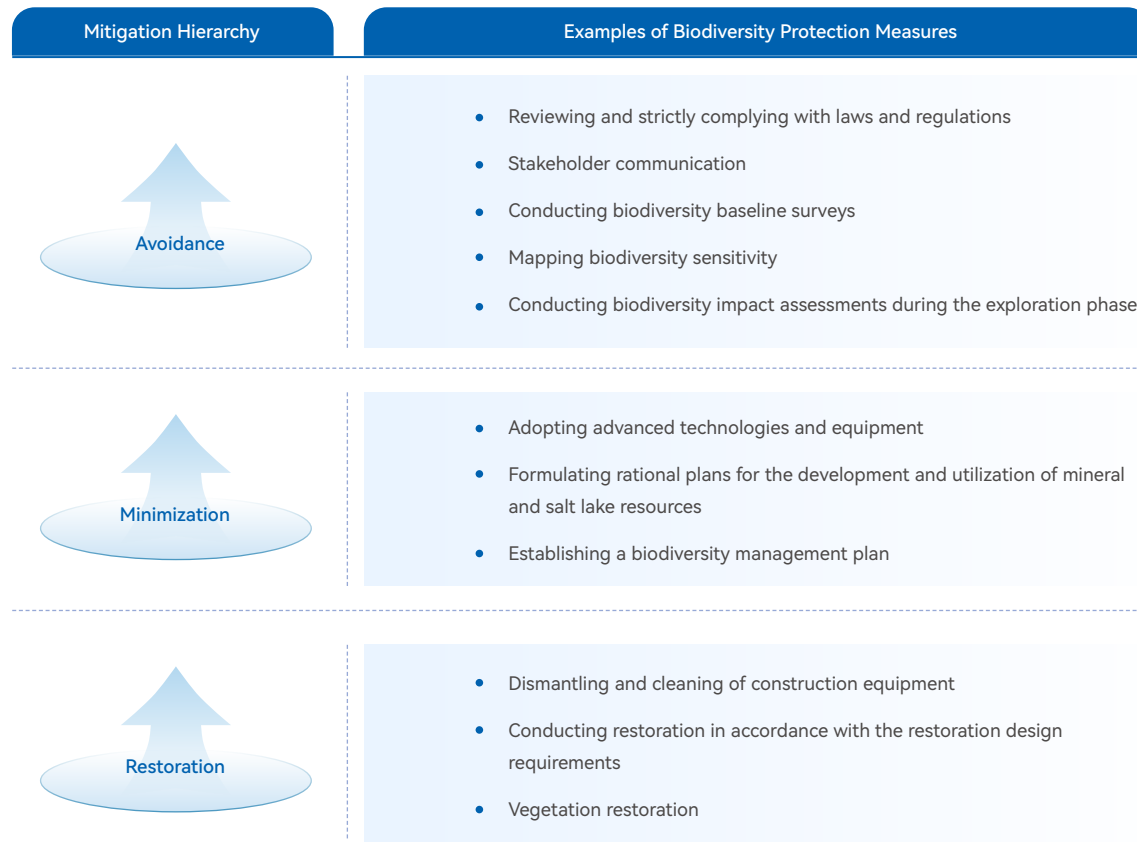 Mitigation Hierarchy
Examples of Biodiversity Protection Measures
Avoidance
Reviewing and strictly complying with laws and regulations
Stakeholder communication
Conducting biodiversity baseline surveys
Mapping biodiversity sensitivity
Conducting biodiversity impact assessments during the exploration phase
Minimization
Adopting advanced technologies and equipment
Formulating rational plans for the development and utilization of mineral
and salt lake resources
Establishing a biodiversity management plan
Restoration
Dismantling and cleaning of construction equipment
Conducting restoration in accordance with the restoration design
requirements
Vegetation restoration